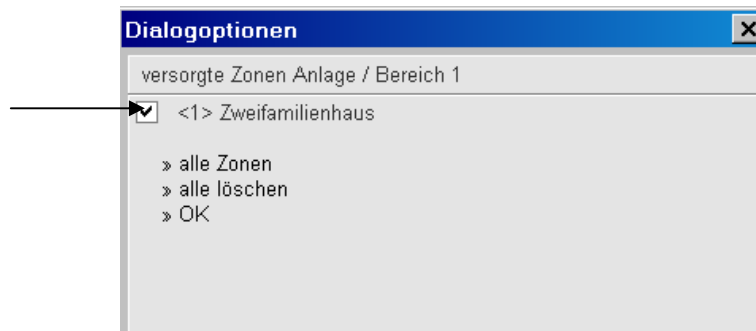 Dialogoptionen
versorgte Zonen Anlage / Bereich 1
<1> Zweifamilienhaus
» alle Zonen
» alle löschen
» OK